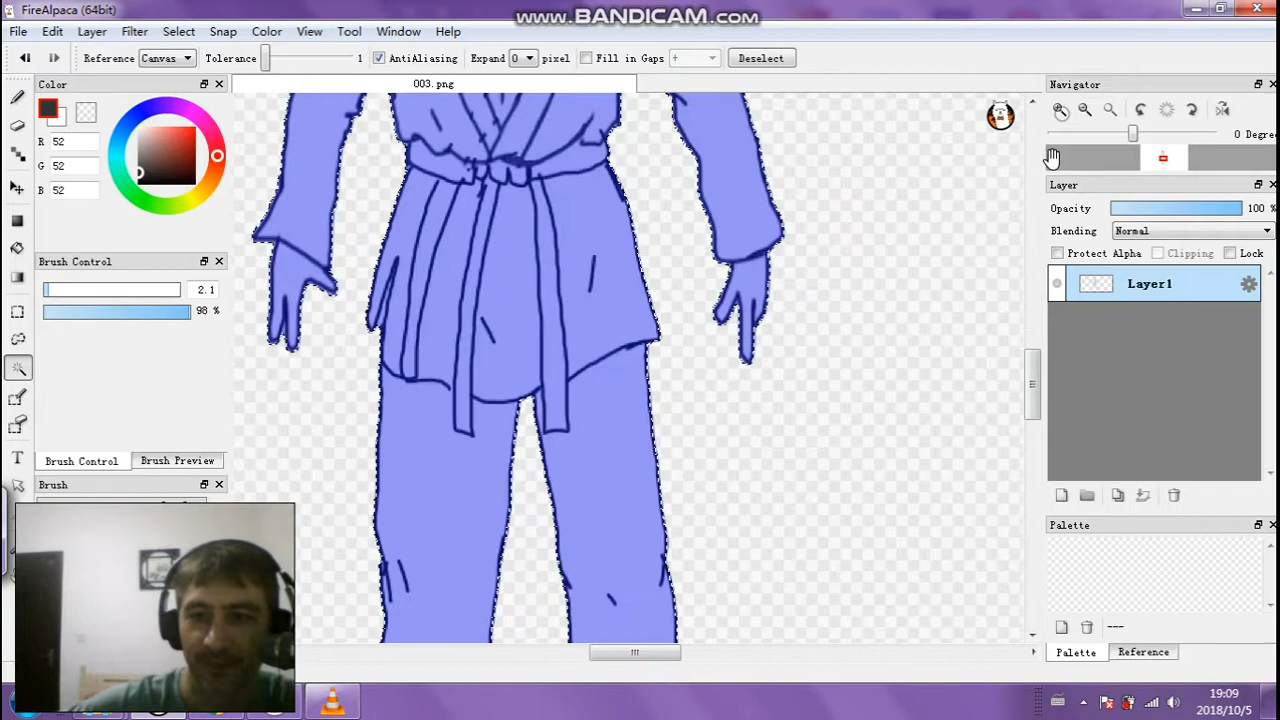 FireAlpaca (64bit)
www.BANDICAM.com
File Edit Layer Filter Select Snap Color View Tool Window Help
Reference Canvas Tolerance 1 AntiAliasing Expand 0 pixel Fill in Gaps + Deselect
Color
003.png
Navigator
R 52
G 52
B 52
0 Degree
Layer
Opacity 100 %
Blending Normal
Protect Alpha Clipping Lock
Layer1
Brush Control
2.1
98 %
Brush Control Brush Preview
Brush
Palette
---
Palette Reference
19:09
2018/10/5